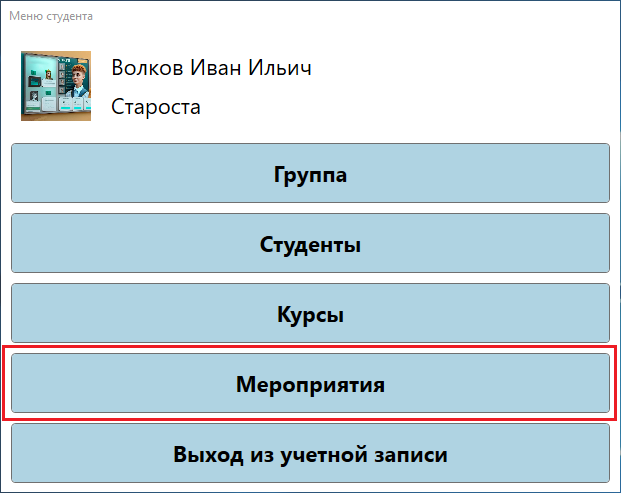 Меню студента
Волков Иван Ильич
Староста
Группа
Студенты
Курсы
Мероприятия
Выход из учетной записи